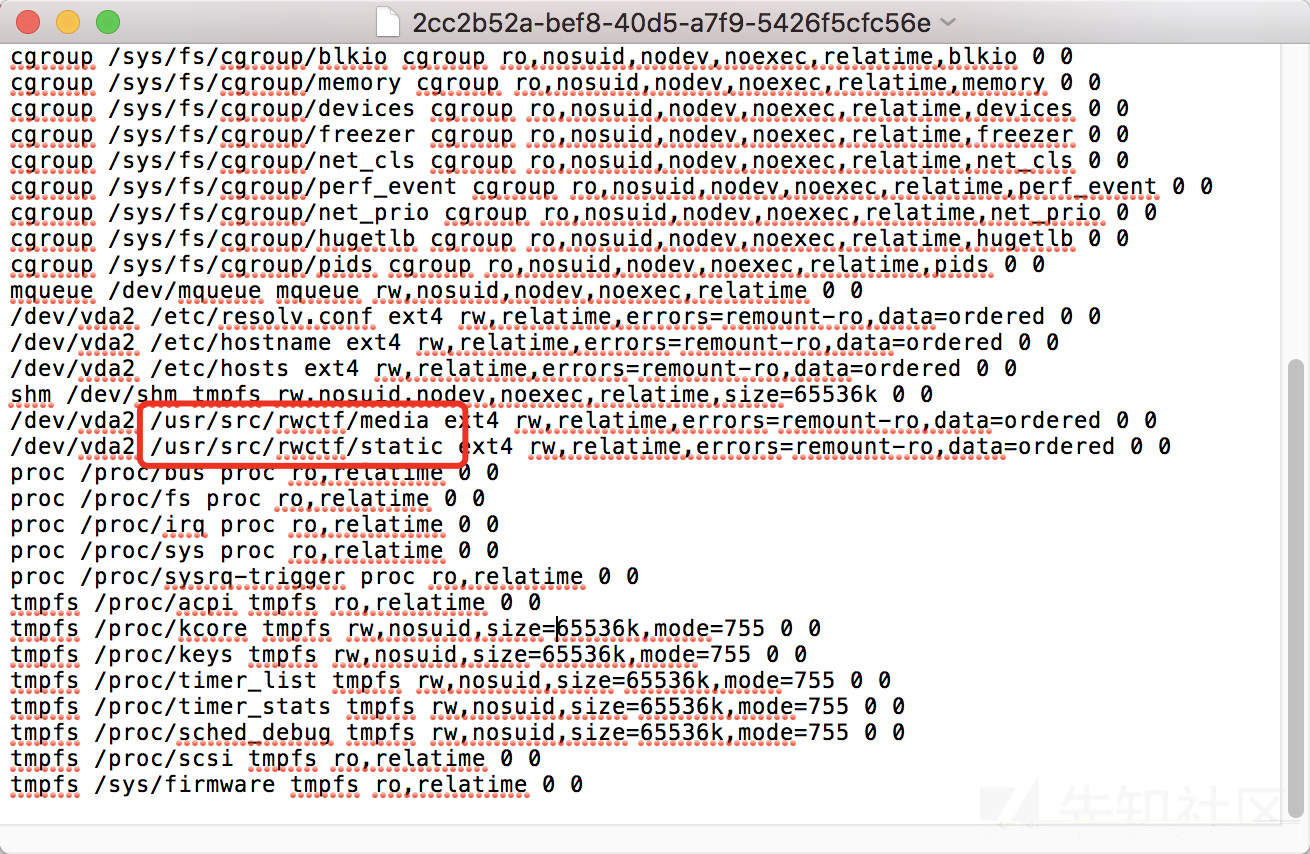 2cc2b52a-bef8-40d5-a7f9-5426f5cfc56e
cgroup /sys/fs/cgroup/blkio cgroup ro,nosuid,nodev,noexec,relatime,blkio 0 0
cgroup /sys/fs/cgroup/memory cgroup ro,nosuid,nodev,noexec,relatime,memory 0 0
cgroup /sys/fs/cgroup/devices cgroup ro,nosuid,nodev,noexec,relatime,devices 0 0
cgroup /sys/fs/cgroup/freezer cgroup ro,nosuid,nodev,noexec,relatime,freezer 0 0
cgroup /sys/fs/cgroup/net_cls cgroup ro,nosuid,nodev,noexec,relatime,net_cls 0 0
cgroup /sys/fs/cgroup/perf_event cgroup ro,nosuid,nodev,noexec,relatime,perf_event 0 0
cgroup /sys/fs/cgroup/net_prio cgroup ro,nosuid,nodev,noexec,relatime,net_prio 0 0
cgroup /sys/fs/cgroup/hugetlb cgroup ro,nosuid,nodev,noexec,relatime,hugetlb 0 0
cgroup /sys/fs/cgroup/pids cgroup ro,nosuid,nodev,noexec,relatime,pids 0 0
mqueue /dev/mqueue mqueue rw,nosuid,nodev,noexec,relatime 0 0
/dev/vda2 /etc/resolv.conf ext4 rw,relatime,errors=remount-ro,data=ordered 0 0
/dev/vda2 /etc/hostname ext4 rw,relatime,errors=remount-ro,data=ordered 0 0
/dev/vda2 /etc/hosts ext4 rw,relatime,errors=remount-ro,data=ordered 0 0
shm /dev/shm tmpfs rw,nosuid,nodev,noexec,relatime,size=65536k 0 0
/dev/vda2 /usr/src/rwctf/media ext4 rw,relatime,errors=remount-ro,data=ordered 0 0
/dev/vda2 /usr/src/rwctf/static ext4 rw,relatime,errors=remount-ro,data=ordered 0 0
proc /proc/bus proc ro,relatime 0 0
proc /proc/fs proc ro,relatime 0 0
proc /proc/irq proc ro,relatime 0 0
proc /proc/sys proc ro,relatime 0 0
proc /proc/sysrq-trigger proc ro,relatime 0 0
tmpfs /proc/acpi tmpfs ro,relatime 0 0
tmpfs /proc/kcore tmpfs rw,nosuid,size=65536k,mode=755 0 0
tmpfs /proc/keys tmpfs rw,nosuid,size=65536k,mode=755 0 0
tmpfs /proc/timer_list tmpfs rw,nosuid,size=65536k,mode=755 0 0
tmpfs /proc/timer_stats tmpfs rw,nosuid,size=65536k,mode=755 0 0
tmpfs /proc/sched_debug tmpfs rw,nosuid,size=65536k,mode=755 0 0
tmpfs /proc/scsi tmpfs ro,relatime 0 0
tmpfs /sys/firmware tmpfs ro,relatime 0 0
先知社区